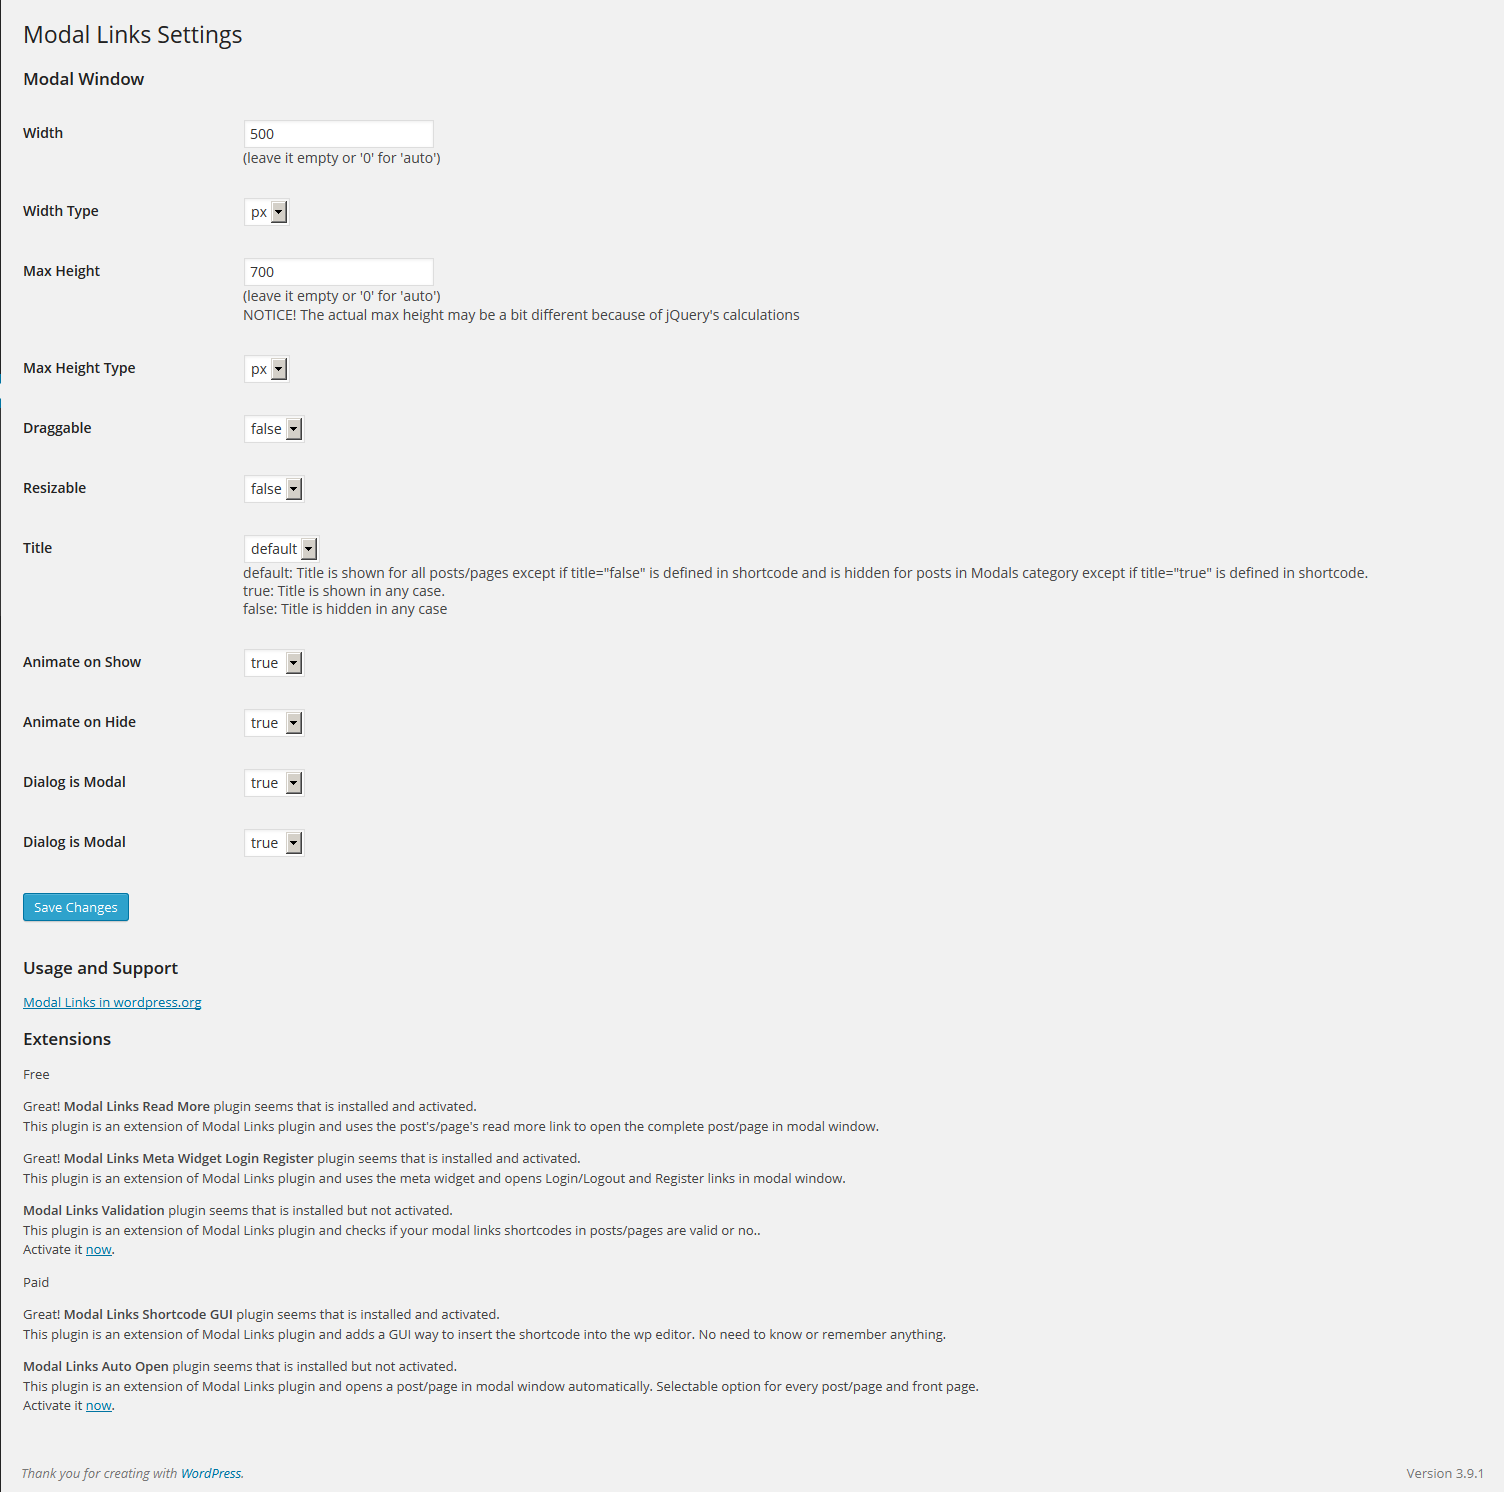 Modal Links Settings
Modal Window
Width
500
(leave it empty or '0' for 'auto')
Width Type
px
Max Height
700
(leave it empty or '0' for 'auto')
NOTICE! The actual max height may be a bit different because of jQuery's calculations
Max Height Type
px
Draggable
false
Resizable
false
Title
default
default: Title is shown for all posts/pages except if title="false" is defined in shortcode and is hidden for posts in Modals category except if title="true" is defined in shortcode.
true: Title is shown in any case.
false: Title is hidden in any case
Animate on Show
true
Animate on Hide
true
Dialog is Modal
true
Dialog is Modal
true
Save Changes
Usage and Support
Modal Links in wordpress.org
Extensions
Free
Great! Modal Links Read More plugin seems that is installed and activated.
This plugin is an extension of Modal Links plugin and uses the post's/page's read more link to open the complete post/page in modal window.
Great! Modal Links Meta Widget Login Register plugin seems that is installed and activated.
This plugin is an extension of Modal Links plugin and uses the meta widget and opens Login/Logout and Register links in modal window.
Modal Links Validation plugin seems that is installed but not activated.
This plugin is an extension of Modal Links plugin and checks if your modal links shortcodes in posts/pages are valid or no..
Activate it now.
Paid
Great! Modal Links Shortcode GUI plugin seems that is installed and activated.
This plugin is an extension of Modal Links plugin and adds a GUI way to insert the shortcode into the wp editor. No need to know or remember anything.
Modal Links Auto Open plugin seems that is installed but not activated.
This plugin is an extension of Modal Links plugin and opens a post/page in modal window automatically. Selectable option for every post/page and front page.
Activate it now.
Thank you for creating with WordPress.
Version 3.9.1